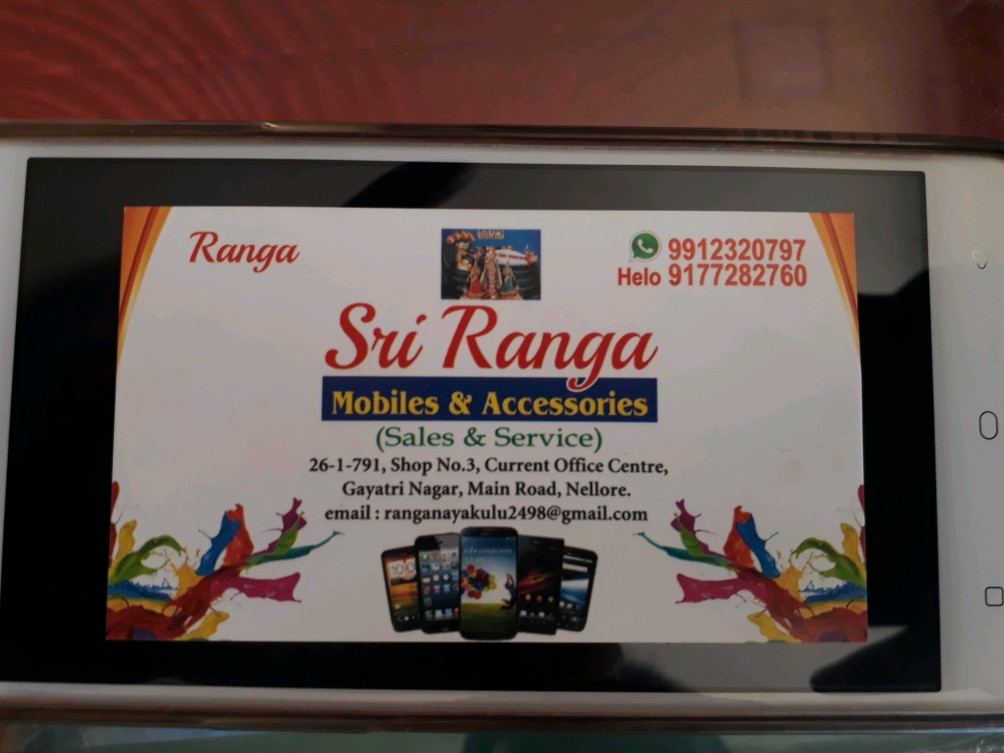 Ranga
9912320797
Helo 9177282760
Sri Ranga
Mobiles & Accessories
(Sales & Service)
26-1-791, Shop No.3, Current Office Centre,
Gayatri Nagar, Main Road, Nellore.
email : ranganayakulu2498@gmail.com